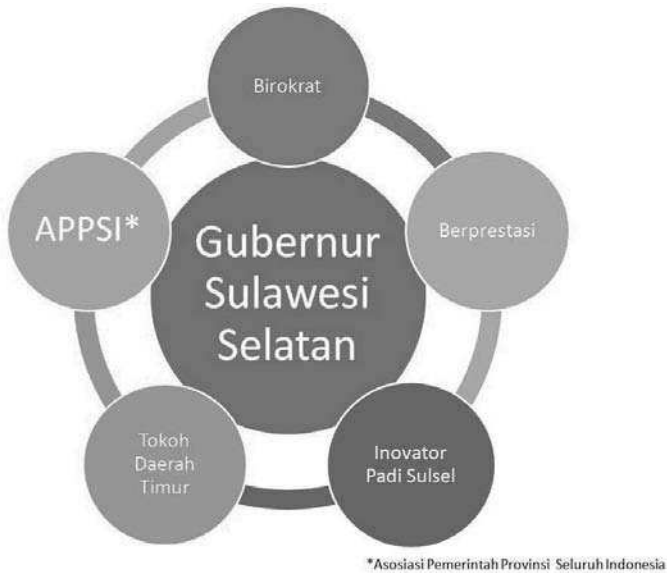 Birokrat
APPSI*
Gubernur
Sulawesi
Selatan
Berprestasi
Tokoh
Daerah
Timur
Inovator
Padi Sulsel
*Asosiasi Pemerintah Provinsi Seluruh Indonesia